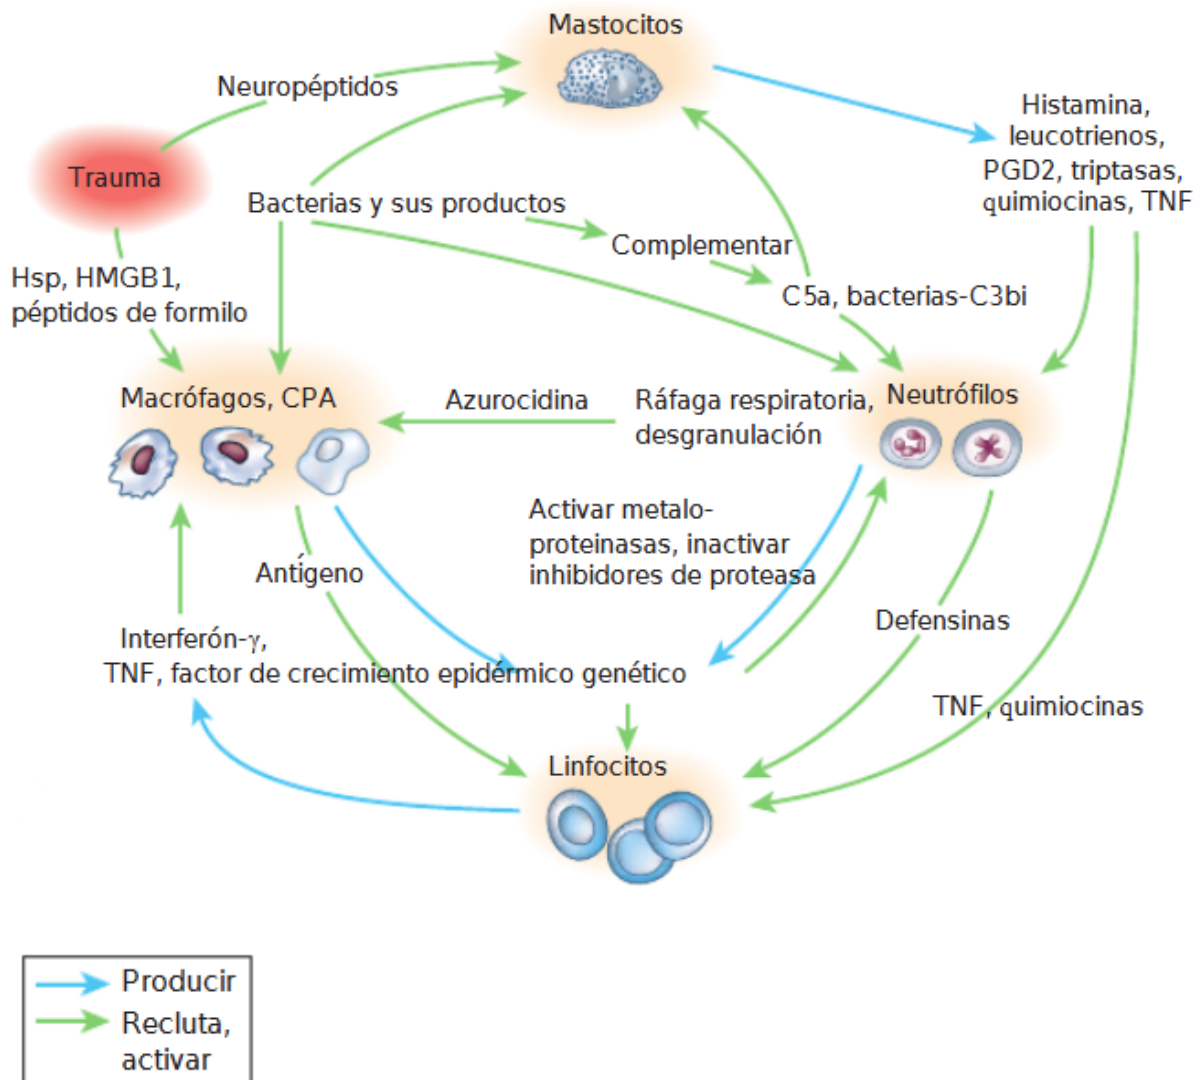 Mastocitos
Neuropéptidos
Histamina,
leucotrienos,
PGD2, triptasas,
quimiocinas, TNF
Trauma
Bacterias y sus productos
Complementar
Hsp, HMGB1,
péptidos de formilo
C5a, bacterias-C3bi
Macrófagos, CPA
Azurocidina
Ráfaga respiratoria,
desgranulación
Neutrófilos
Activar metalo-
proteinasas, inactivar
inhibidores de proteasa
Antígeno
Defensinas
Interferón-γ,
TNF, factor de crecimiento epidérmico genético
TNF, quimiocinas
Linfocitos
Producir
Recluta,
activar